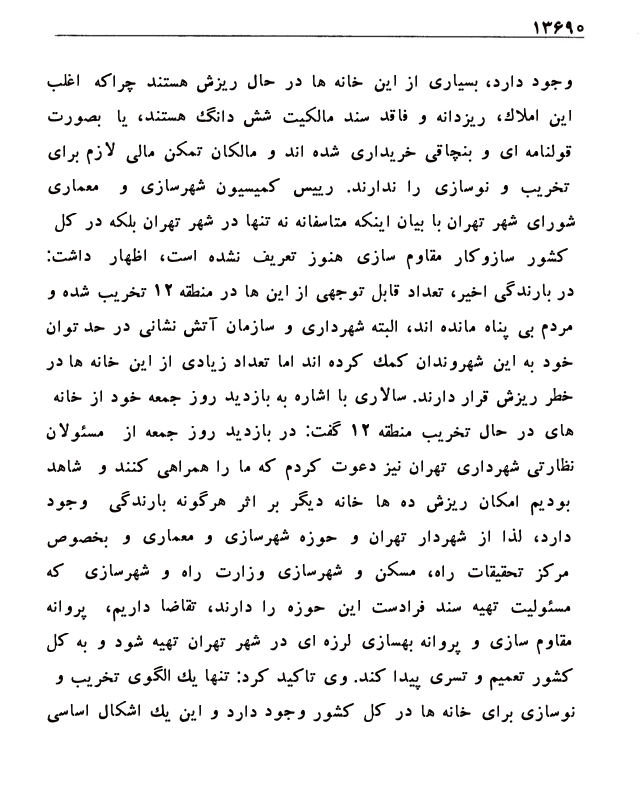 ۱۳۶۹۰
وجود دارد، بسیاری از این خانه ها در حال ریزش هستند چراکه اغلب
این املاك، ریزدانه و فاقد سند مالکیت شش دانگ هستند، یا بصورت
قولنامه ای و بنچاقی خریداری شده اند و مالکان تمکن مالی لازم برای
تخریب و نوسازی را ندارند. رییس کمیسیون شهرسازی و معماری
شورای شهر تهران با بیان اینکه متاسفانه نه تنها در شهر تهران بلکه در کل
کشور سازوکار مقاوم سازی هنوز تعریف نشده است، اظهار داشت:
در بارندگی اخیر، تعداد قابل توجهی از این ها در منطقه ۱۲ تخریب شده و
مردم بی پناه مانده اند، البته شهرداری و سازمان آتش نشانی در حد توان
خود به این شهروندان کمك کرده اند اما تعداد زیادی از این خانه ها در
خطر ریزش قرار دارند. سالاری با اشاره به بازدید روز جمعه خود از خانه
های در حال تخریب منطقه ۱۲ گفت: در بازدید روز جمعه از مسئولان
نظارتی شهرداری تهران نیز دعوت کردم که ما را همراهی کنند و شاهد
بودیم امکان ریزش ده ها خانه دیگر بر اثر هرگونه بارندگی وجود
دارد، لذا از شهردار تهران و حوزه شهرسازی و معماری و بخصوص
مرکز تحقیقات راه، مسکن و شهرسازی وزارت راه و شهرسازی که
مسئولیت تهیه سند فرادست این حوزه را دارند، تقاضا داریم، پروانه
مقاوم سازی و پروانه بهسازی لرزه ای در شهر تهران تهیه شود و به کل
کشور تعمیم و تسری پیدا کند. وی تاکید کرد: تنها یك الگوی تخریب و
نوسازی برای خانه ها در کل کشور وجود دارد و این یك اشکال اساسی